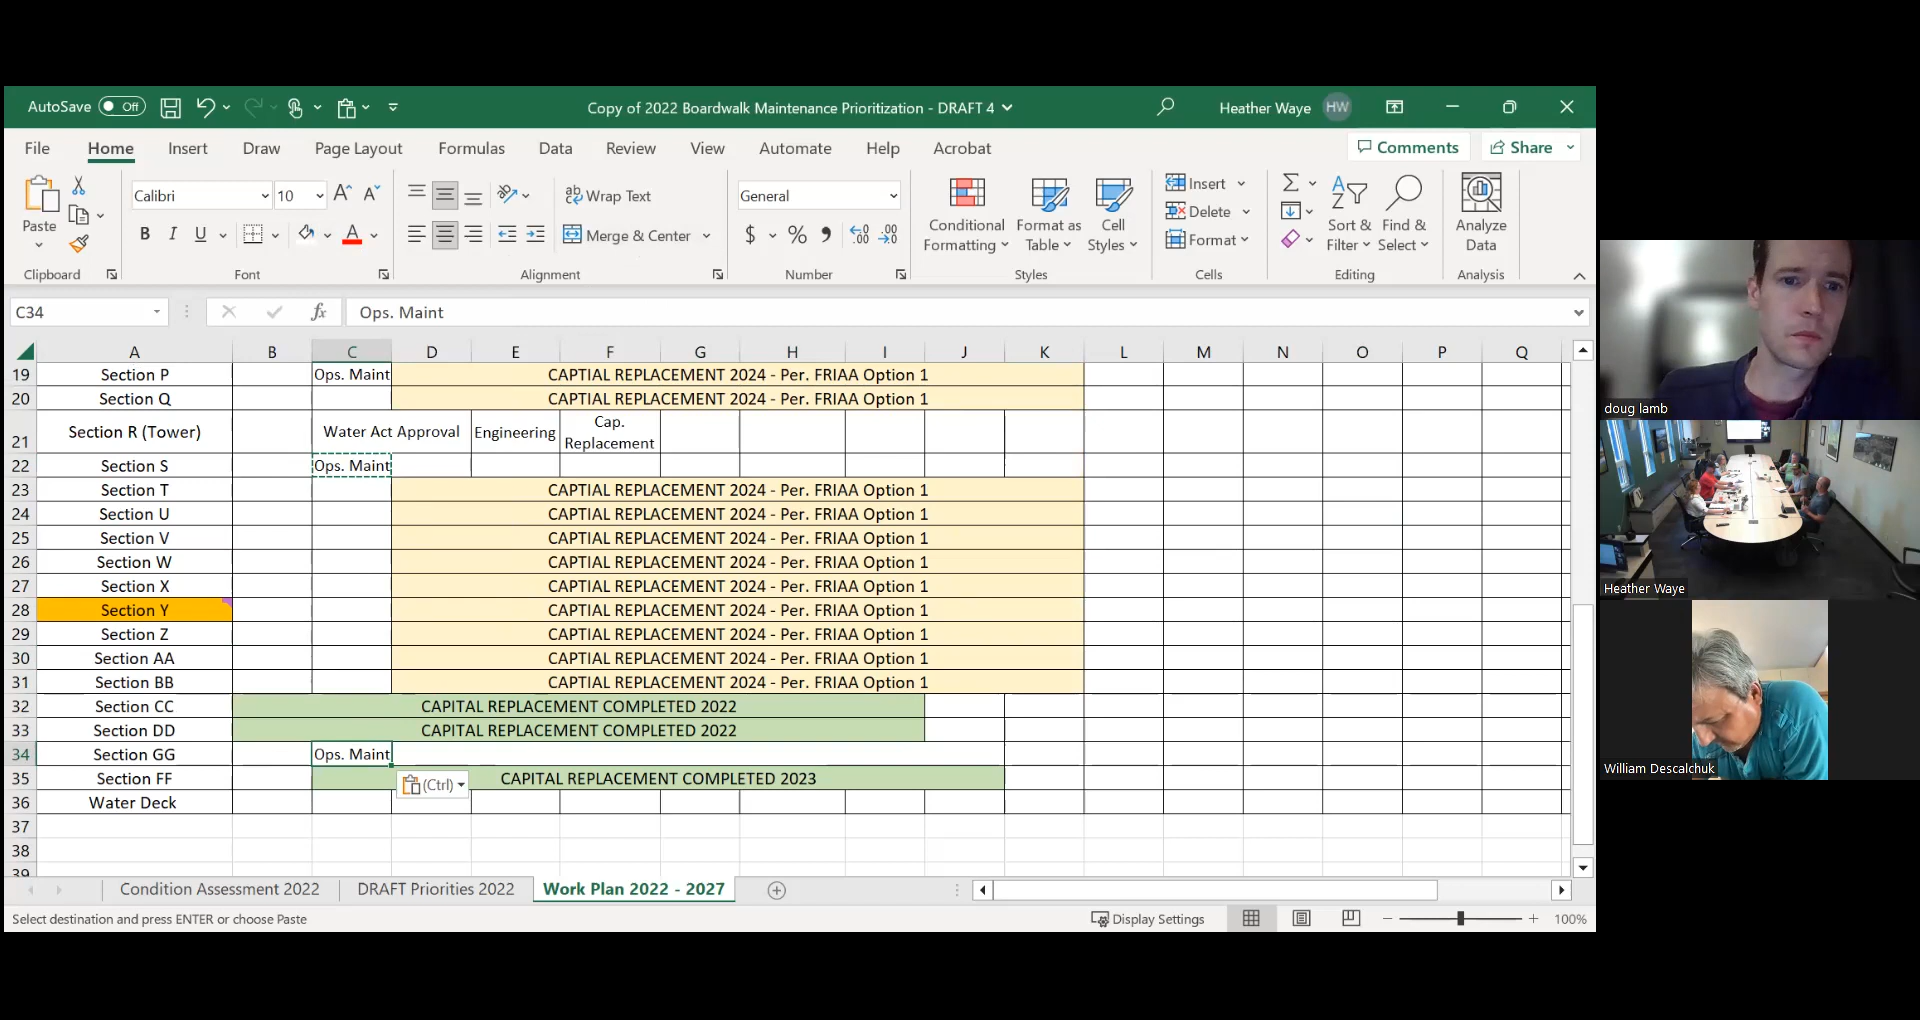 AutoSave Off Copy of 2022 Boardwalk Maintenance Prioritization - DRAFT 4 Heather Waye HW
File Home Insert Draw Page Layout Formulas Data Review View Automate Help Acrobat Comments Share
Calibri 10 Wrap Text General Insert
Paste Delete
B I U Merge & Center $ % Conditional Formatting Format as Table Cell Styles Format Sort & Filter Find & Select Analyze Data
Clipboard Font Alignment Number Styles Cells Editing Analysis
C34 fx Ops. Maint
A B C D E F G H I J K L M N O P Q
19 Section P Ops. Maint CAPTIAL REPLACEMENT 2024 - Per. FRIAA Option 1
20 Section Q CAPTIAL REPLACEMENT 2024 - Per. FRIAA Option 1
21 Section R (Tower) Water Act Approval Engineering Cap. Replacement
22 Section S Ops. Maint
23 Section T CAPTIAL REPLACEMENT 2024 - Per. FRIAA Option 1
24 Section U CAPTIAL REPLACEMENT 2024 - Per. FRIAA Option 1
25 Section V CAPTIAL REPLACEMENT 2024 - Per. FRIAA Option 1
26 Section W CAPTIAL REPLACEMENT 2024 - Per. FRIAA Option 1
27 Section X CAPTIAL REPLACEMENT 2024 - Per. FRIAA Option 1
28 Section Y CAPTIAL REPLACEMENT 2024 - Per. FRIAA Option 1
29 Section Z CAPTIAL REPLACEMENT 2024 - Per. FRIAA Option 1
30 Section AA CAPTIAL REPLACEMENT 2024 - Per. FRIAA Option 1
31 Section BB CAPTIAL REPLACEMENT 2024 - Per. FRIAA Option 1
32 Section CC CAPITAL REPLACEMENT COMPLETED 2022
33 Section DD CAPITAL REPLACEMENT COMPLETED 2022
34 Section GG Ops. Maint
35 Section FF (Ctrl) CAPITAL REPLACEMENT COMPLETED 2023
36 Water Deck
37
38
39
Condition Assessment 2022 DRAFT Priorities 2022 Work Plan 2022 - 2027
Select destination and press ENTER or choose Paste Display Settings 100%
doug lamb
Heather Waye
William Descalchuk